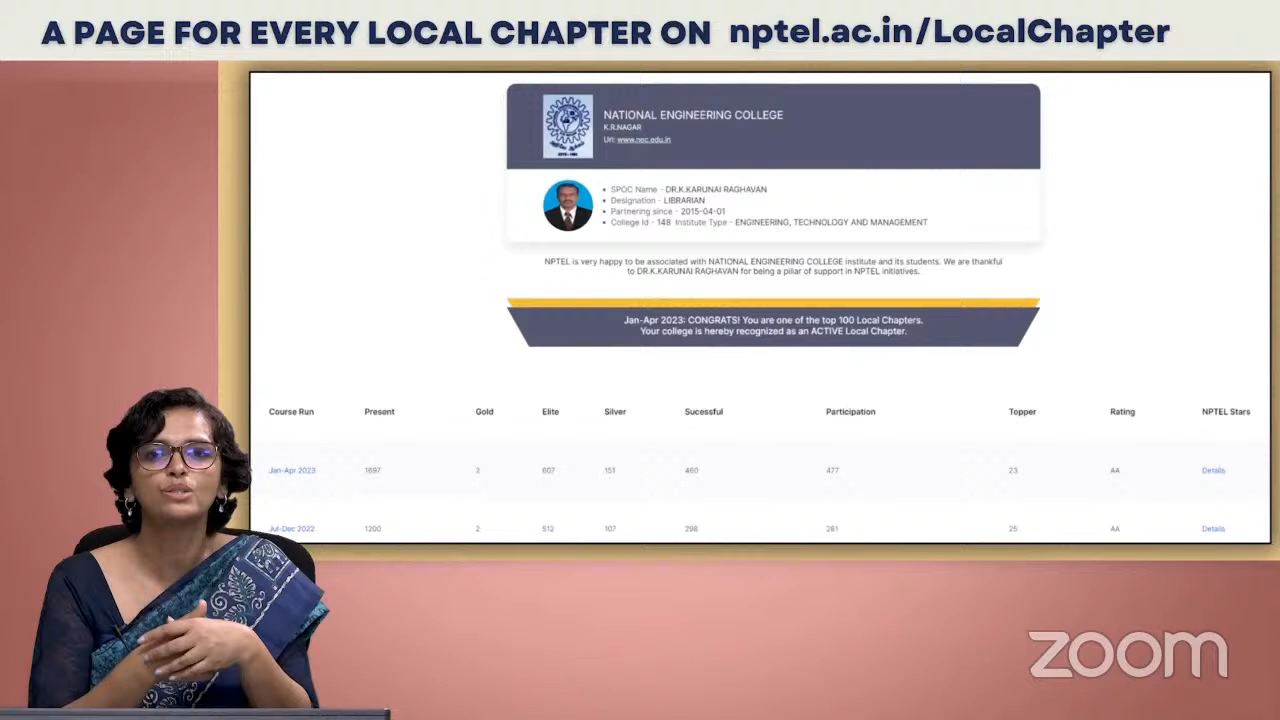 A PAGE FOR EVERY LOCAL CHAPTER ON nptel.ac.in/LocalChapter
NATIONAL ENGINEERING COLLEGE
K.R.NAGAR
Url: www.nec.edu.in
• SPOC Name - DR.K.KARUNAI RAGHAVAN
• Designation - LIBRARIAN
• Partnering since - 2015-04-01
• College Id - 148 Institute Type - ENGINEERING, TECHNOLOGY AND MANAGEMENT
NPTEL is very happy to be associated with NATIONAL ENGINEERING COLLEGE institute and its students. We are thankful
to DR.K.KARUNAI RAGHAVAN for being a pillar of support in NPTEL initiatives.
Jan-Apr 2023: CONGRATS! You are one of the top 100 Local Chapters.
Your college is hereby recognized as an ACTIVE Local Chapter.
Course Run Present Gold Elite Silver Sucessful Participation Topper Rating NPTEL Stars
Jan-Apr 2023 1697 2 607 151 460 477 23 AA Details
Jul-Dec 2022 1200 2 512 107 298 281 25 AA Details
zoom